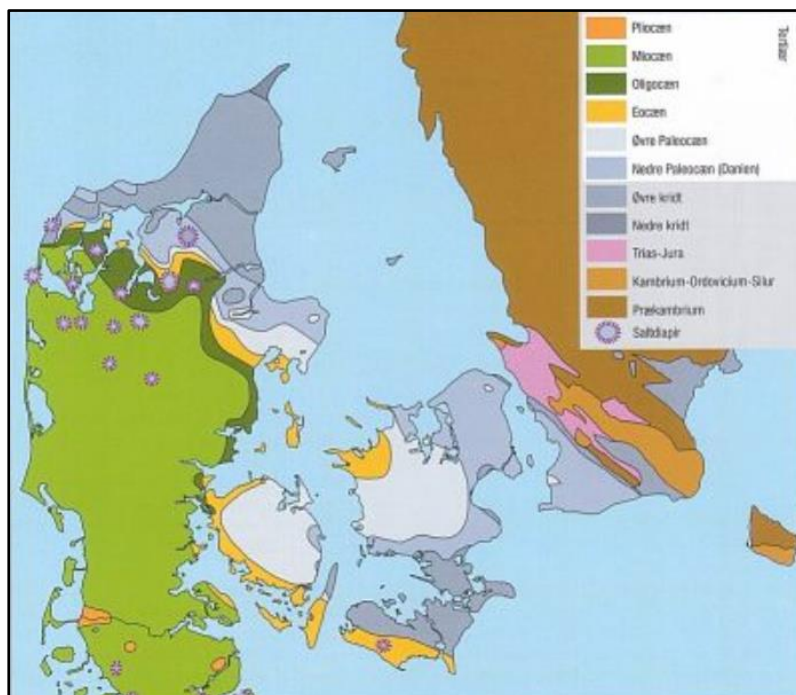 Pliocæn
Miocæn
Oligocæn
Eocæn
Øvre Paleocæn
Nedre Paleocæn (Danien)
Øvre kridt
Nedre kridt
Trias-Jura
Kambrium-Ordovicium-Silur
Prækambrium
Saltdiapir
Tertiær